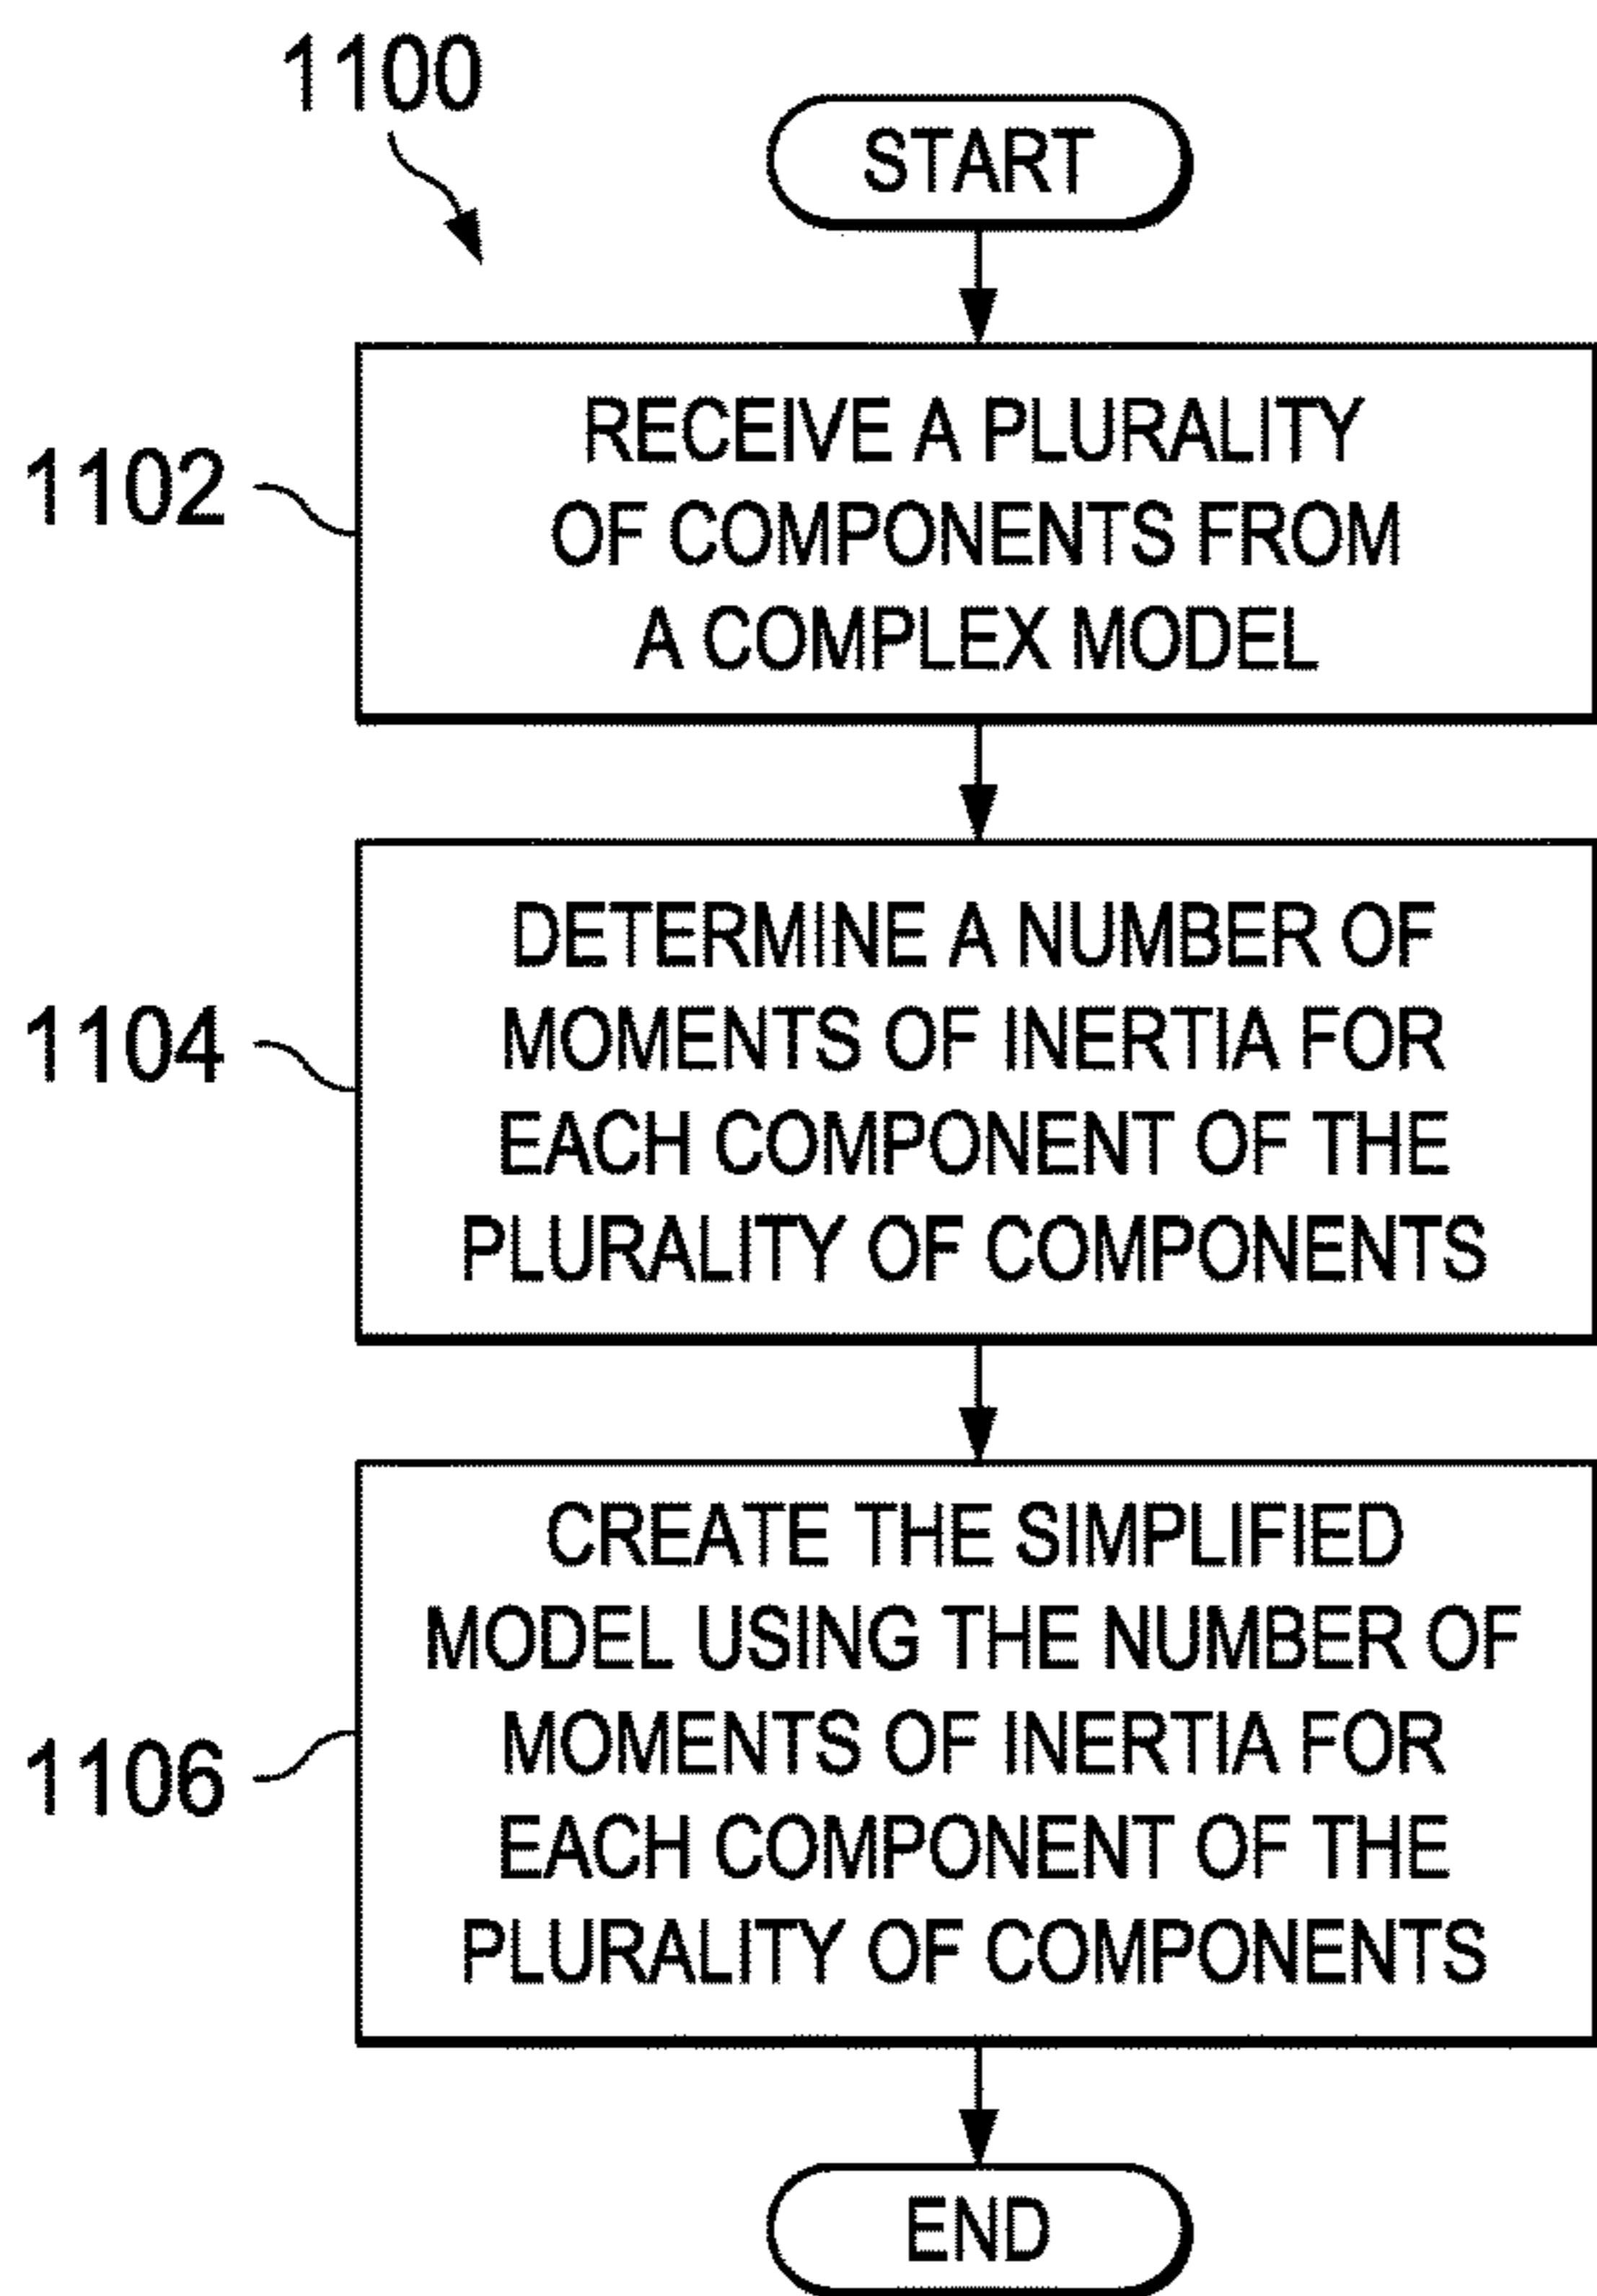 1100
START
1102
RECEIVE A PLURALITY
OF COMPONENTS FROM
A COMPLEX MODEL
1104
DETERMINE A NUMBER OF
MOMENTS OF INERTIA FOR
EACH COMPONENT OF THE
PLURALITY OF COMPONENTS
1106
CREATE THE SIMPLIFIED
MODEL USING THE NUMBER OF
MOMENTS OF INERTIA FOR
EACH COMPONENT OF THE
PLURALITY OF COMPONENTS
END